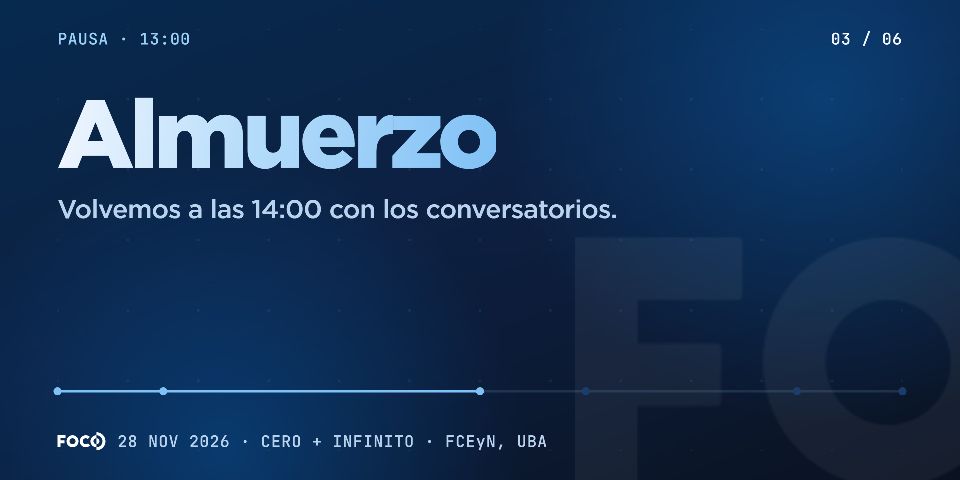 PAUSA · 13:00
03 / 06
Almuerzo
Volvemos a las 14:00 con los conversatorios.
FOCO 28 NOV 2026 · CERO + INFINITO · FCEyN, UBA
FO